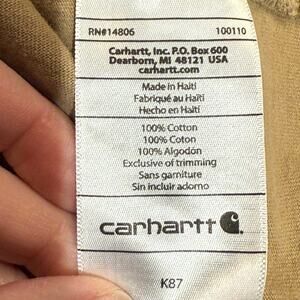 RN#14806 100110
Carhartt, Inc. P.O. Box 600
Dearborn, MI 48121 USA
carhartt.com
Made in Haiti
Fabriqué au Haïti
Hecho en Haití
100% Cotton
100% Coton
100% Algodón
Exclusive of trimming
Sans garniture
Sin incluir adorno
carhartt
K87